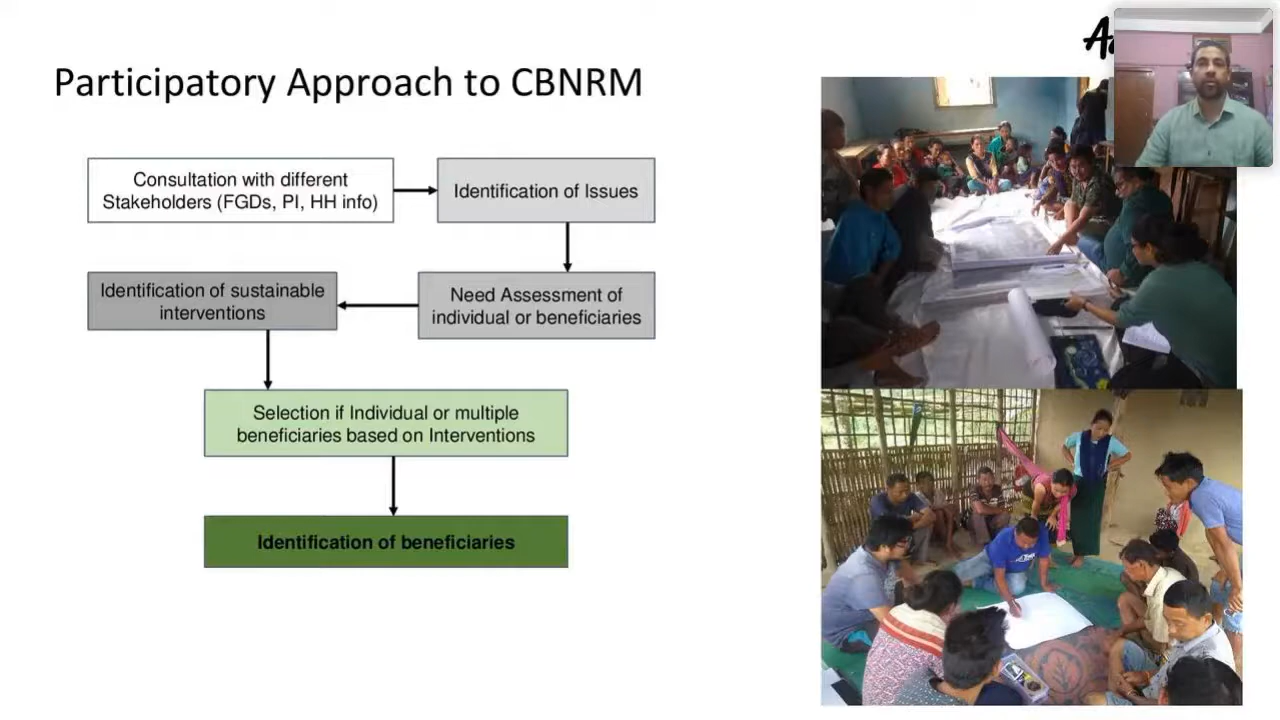 Participatory Approach to CBNRM
Consultation with different
Stakeholders (FGDs, PI, HH info)
Identification of Issues
Identification of sustainable
interventions
Need Assessment of
individual or beneficiaries
Selection if Individual or multiple
beneficiaries based on Interventions
Identification of beneficiaries